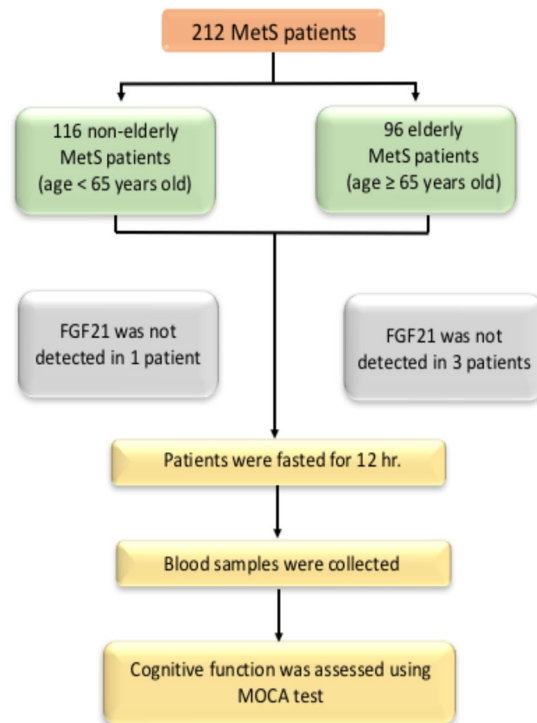 212 MetS patients
116 non-elderly
MetS patients
(age < 65 years old)
96 elderly
MetS patients
(age ≥ 65 years old)
FGF21 was not
detected in 1 patient
FGF21 was not
detected in 3 patients
Patients were fasted for 12 hr.
Blood samples were collected
Cognitive function was assessed using
MOCA test